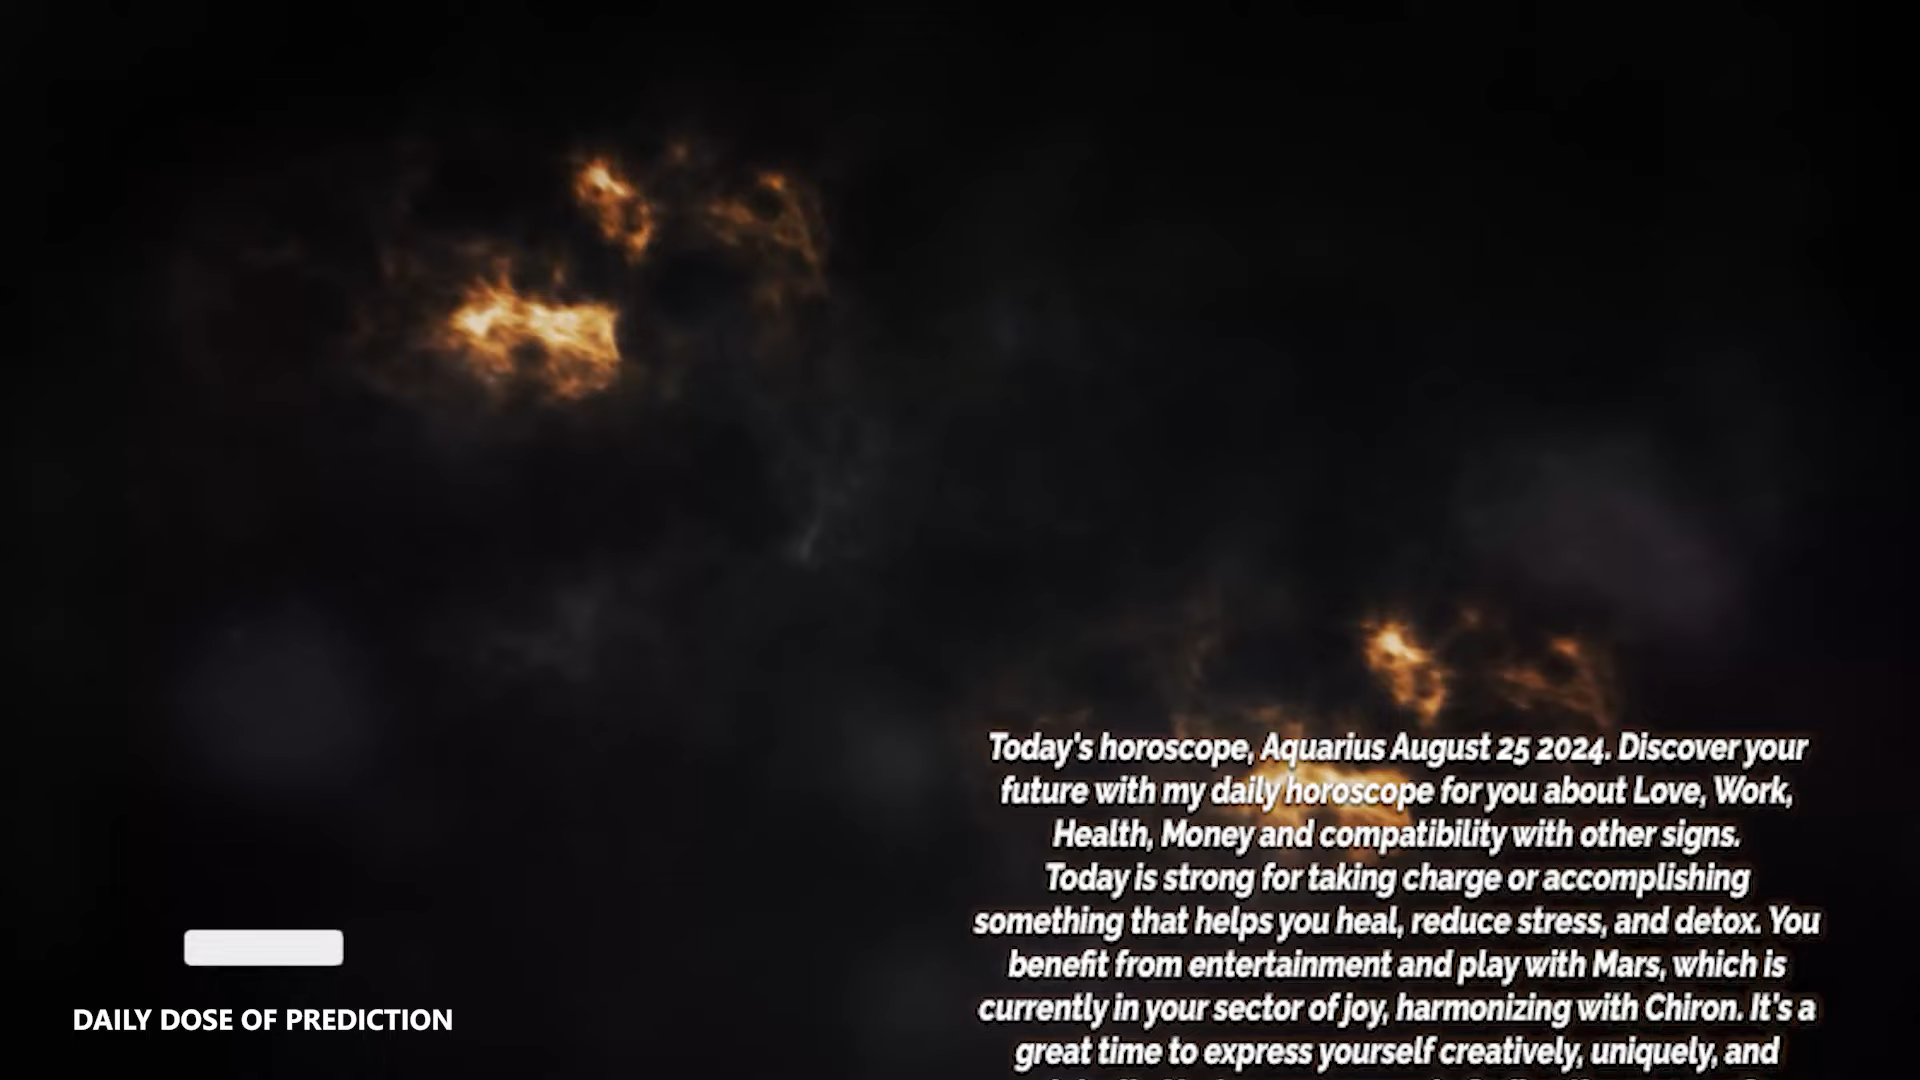 Today's horoscope, Aquarius August 25 2024. Discover your
future with my daily horoscope for you about Love, Work,
Health, Money and compatibility with other signs.
Today is strong for taking charge or accomplishing
something that helps you heal, reduce stress, and detox. You
benefit from entertainment and play with Mars, which is
currently in your sector of joy, harmonizing with Chiron. It's a
great time to express yourself creatively, uniquely, and
DAILY DOSE OF PREDICTION